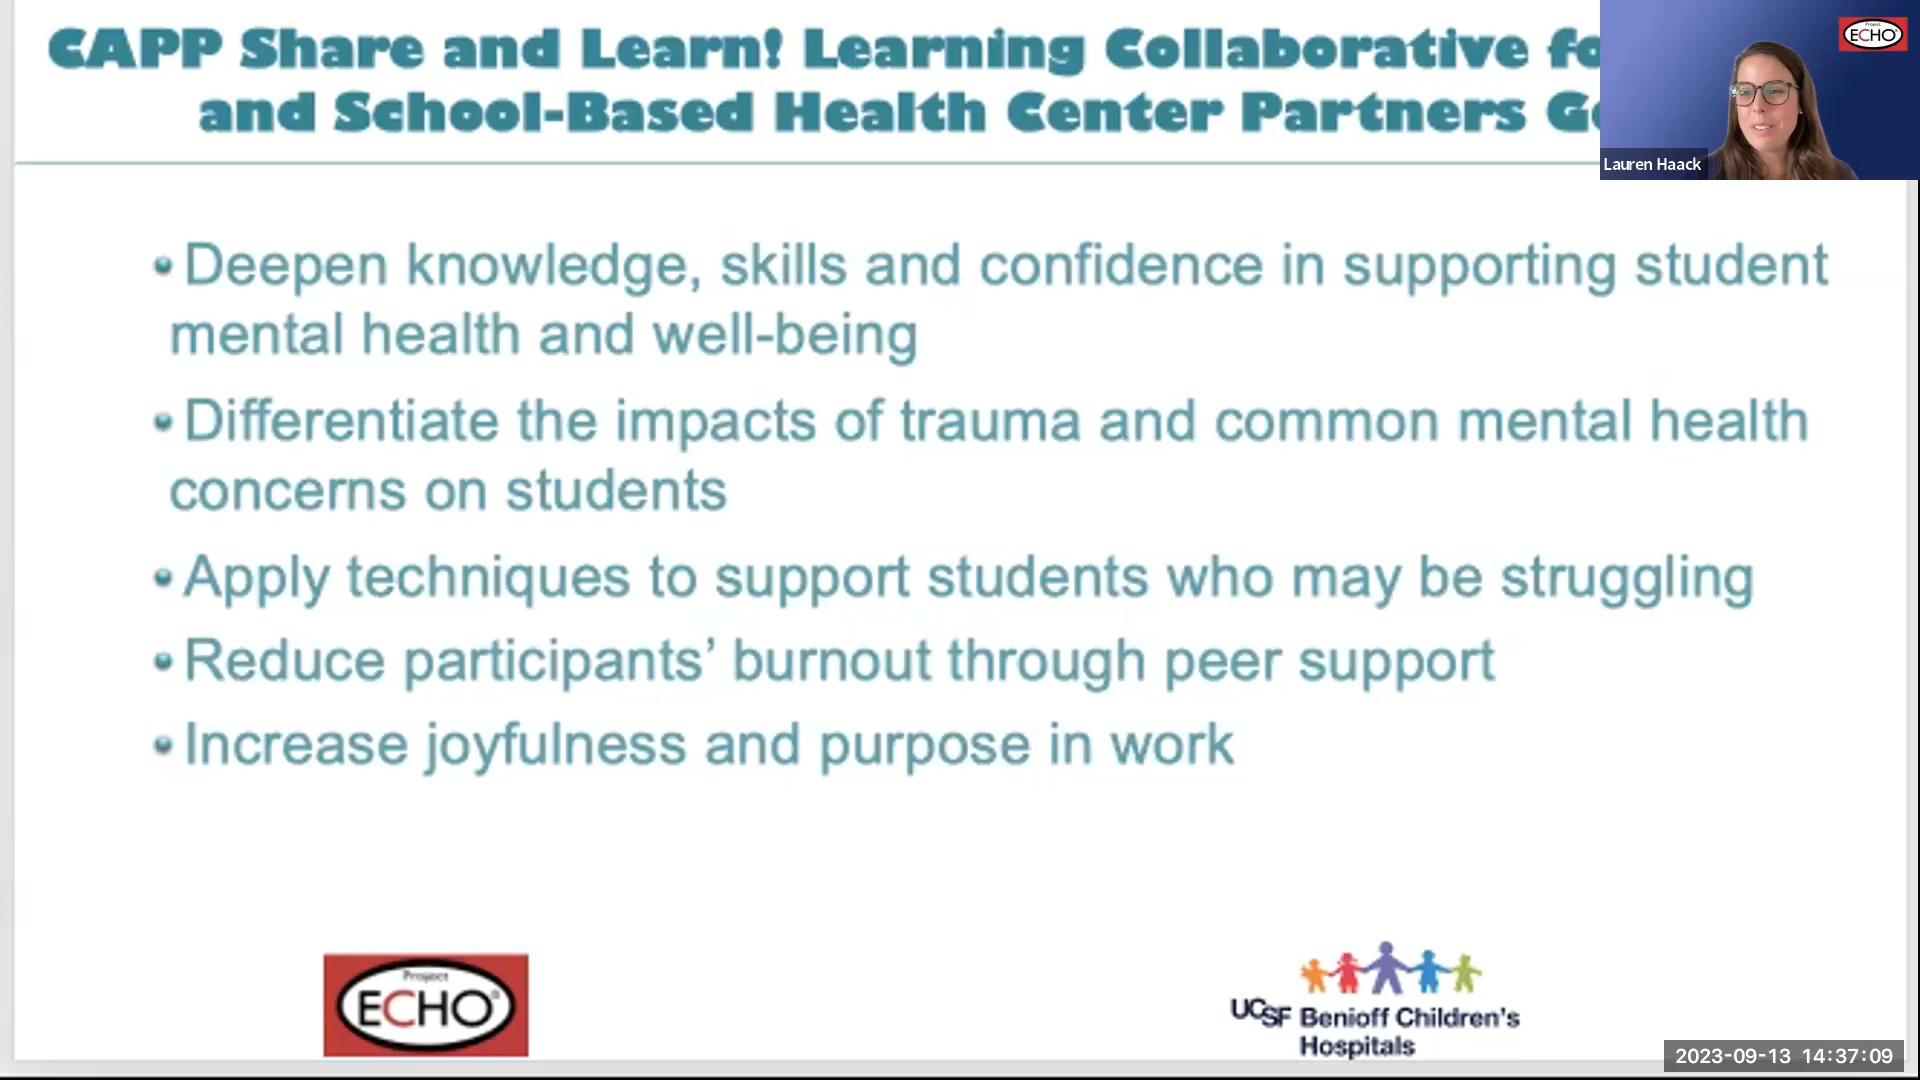 CAPP Share and Learn! Learning Collaborative fo
and School-Based Health Center Partners Go
ECHO
Lauren Haack
• Deepen knowledge, skills and confidence in supporting student
mental health and well-being
• Differentiate the impacts of trauma and common mental health
concerns on students
• Apply techniques to support students who may be struggling
• Reduce participants’ burnout through peer support
• Increase joyfulness and purpose in work
Project
ECHO®
UCSF Benioff Children's
Hospitals
2023-09-13 14:37:09